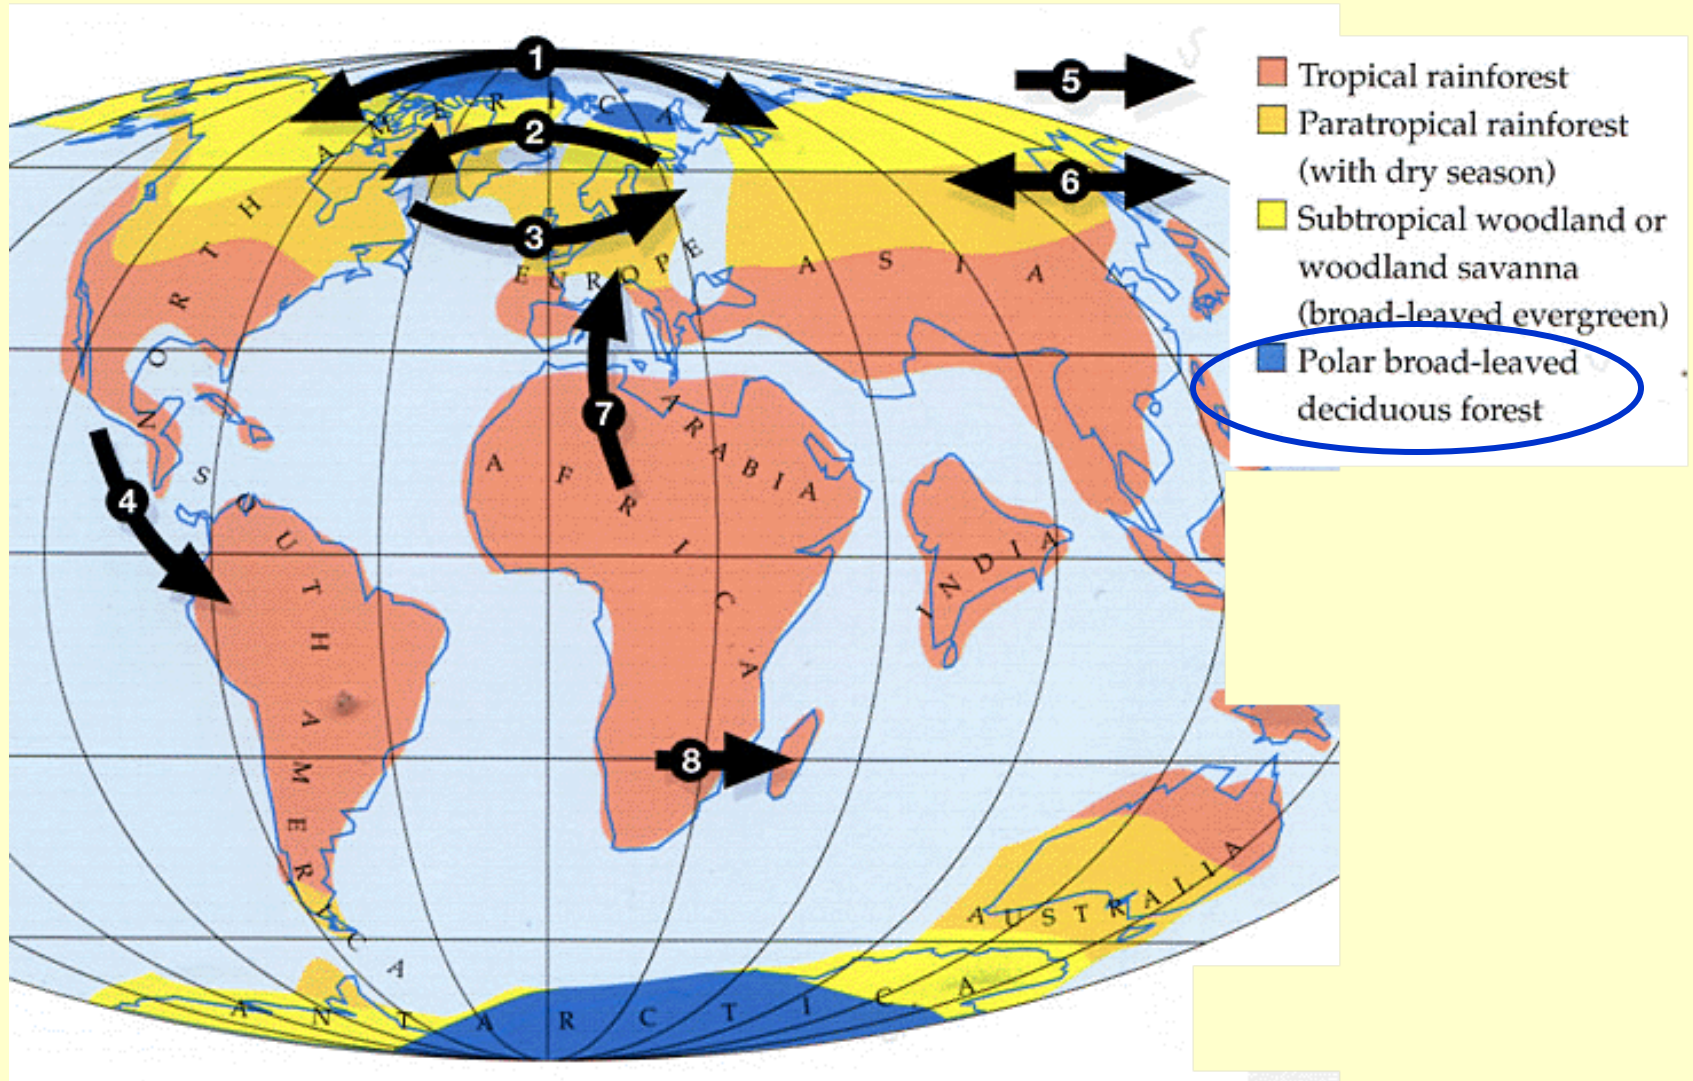 1
5
2
6
3
7
4
8
NORTH AMERICA
EUROPE
ASIA
SOUTH AMERICA
AFRICA
ARABIA
INDIA
AUSTRALIA
ANTARCTICA
Tropical rainforest
Paratropical rainforest
(with dry season)
Subtropical woodland or
woodland savanna
(broad-leaved evergreen)
Polar broad-leaved
deciduous forest